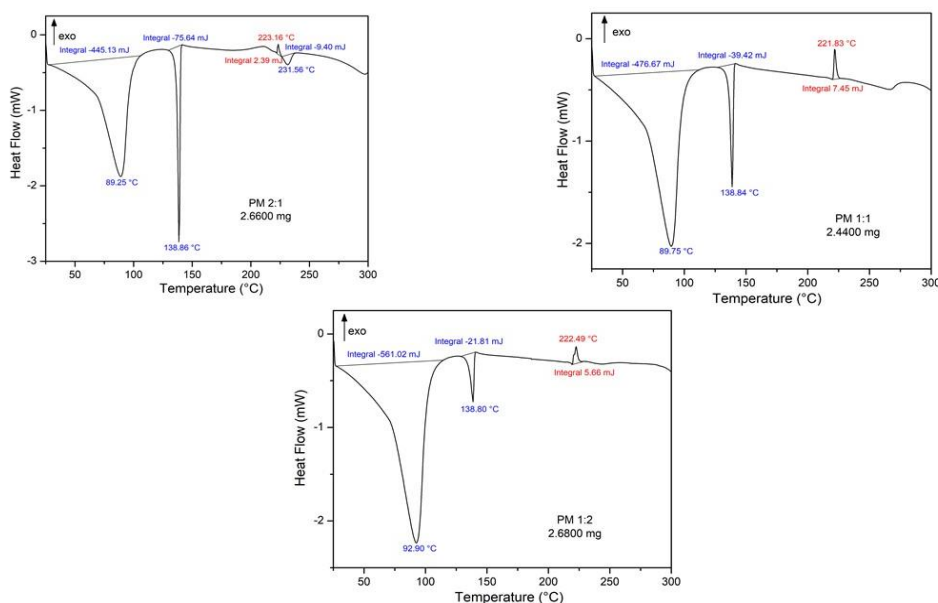 exo
Integral -445.13 mJ
Integral -75.64 mJ
223.16 °C
Integral -9.40 mJ
Integral 2.39 mJ
231.56 °C
0
-1
-2
-3
Heat Flow (mW)
89.25 °C
138.86 °C
PM 2:1
2.6600 mg
50
100
150
200
250
300
Temperature (°C)
exo
Integral -476.67 mJ
Integral -39.42 mJ
221.83 °C
Integral 7.45 mJ
0
-1
-2
Heat Flow (mW)
138.84 °C
89.75 °C
PM 1:1
2.4400 mg
50
100
150
200
250
300
Temperature (°C)
exo
Integral -561.02 mJ
Integral -21.81 mJ
222.49 °C
Integral 5.66 mJ
0
-1
-2
Heat Flow (mW)
138.80 °C
92.90 °C
PM 1:2
2.6800 mg
50
100
150
200
250
300
Temperature (°C)